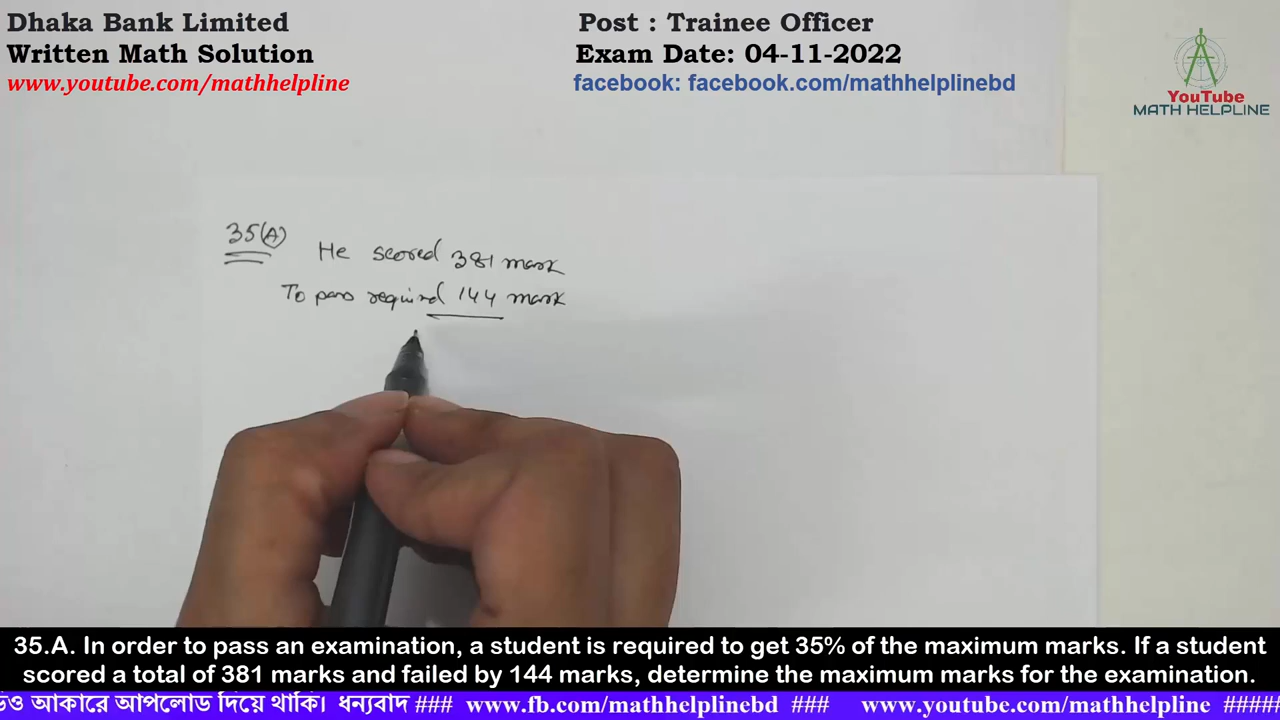 Dhaka Bank Limited
Post : Trainee Officer
Written Math Solution
Exam Date: 04-11-2022
www.youtube.com/mathhelpline
facebook: facebook.com/mathhelplinebd
YouTube
MATH HELPLINE
35(A)
He scored 381 mark
To pass required 144 mark
35.A. In order to pass an examination, a student is required to get 35% of the maximum marks. If a student
scored a total of 381 marks and failed by 144 marks, determine the maximum marks for the examination.
আকারে আপলোড দিয়ে থাকি। ধন্যবাদ ### www.fb.com/mathhelplinebd ### www.youtube.com/mathhelpline #####